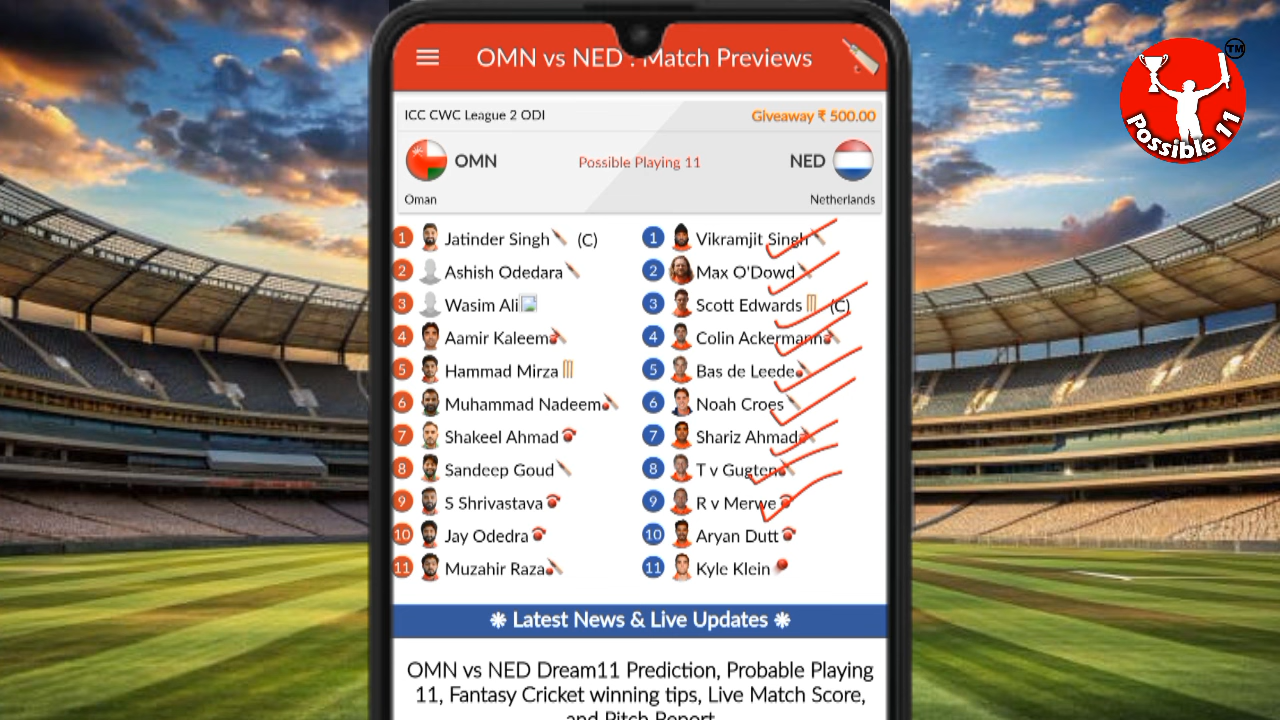 OMN vs NED : Match Previews
TM
Possible 11
ICC CWC League 2 ODI
Giveaway ₹ 500.00
OMN
Possible Playing 11
NED
Oman
Netherlands
1 Jatinder Singh (C)
1 Vikramjit Singh
2 Ashish Odedara
2 Max O'Dowd
3 Wasim Ali
3 Scott Edwards (C)
4 Aamir Kaleem
4 Colin Ackermann
5 Hammad Mirza
5 Bas de Leede
6 Muhammad Nadeem
6 Noah Croes
7 Shakeel Ahmad
7 Shariz Ahmad
8 Sandeep Goud
8 T v Gugten
9 S Shrivastava
9 R v Merwe
10 Jay Odedra
10 Aryan Dutt
11 Muzahir Raza
11 Kyle Klein
Latest News & Live Updates
OMN vs NED Dream11 Prediction, Probable Playing
11, Fantasy Cricket winning tips, Live Match Score,
and Pitch Report